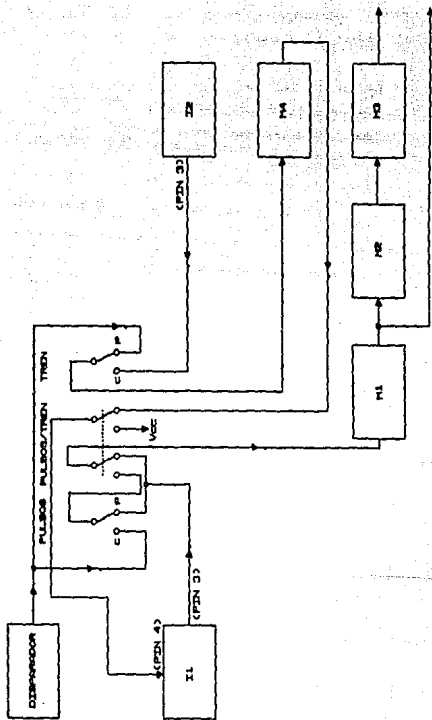 DISPARADOR
PULSOS PULSOS/TREN TREN
C P
C P
VCC
(PIN 4)
(PIN 3)
I1
I2
(PIN 3)
M4
M1
M2
M3